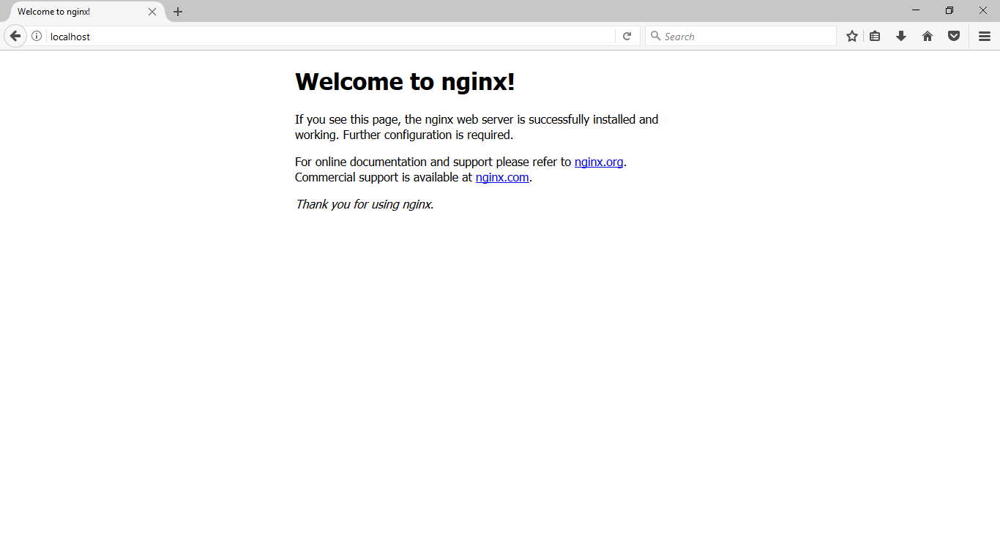 Welcome to nginx!
localhost
Search
Welcome to nginx!
If you see this page, the nginx web server is successfully installed and
working. Further configuration is required.
For online documentation and support please refer to nginx.org.
Commercial support is available at nginx.com.
Thank you for using nginx.